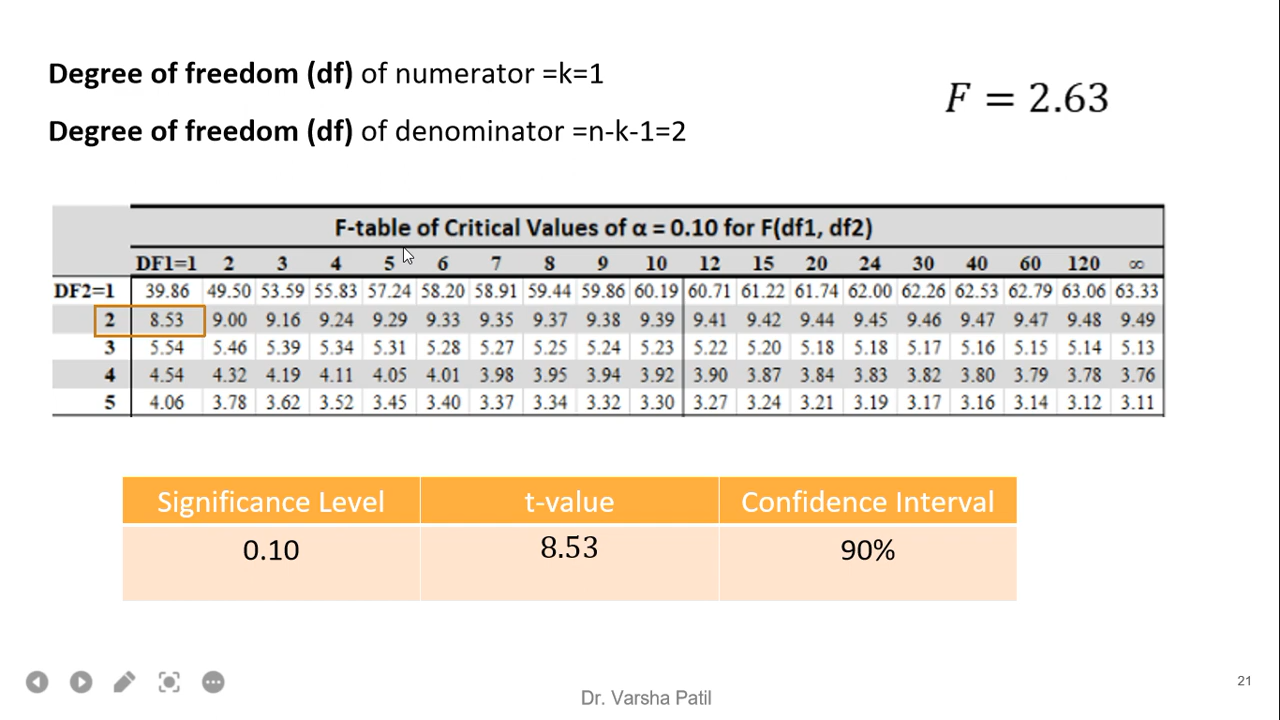 Degree of freedom (df) of numerator =k=1
F = 2.63
Degree of freedom (df) of denominator =n-k-1=2
F-table of Critical Values of α = 0.10 for F(df1, df2)
DF1=1 2 3 4 5 6 7 8 9 10 12 15 20 24 30 40 60 120 ∞
DF2=1 39.86 49.50 53.59 55.83 57.24 58.20 58.91 59.44 59.86 60.19 60.71 61.22 61.74 62.00 62.26 62.53 62.79 63.06 63.33
2 8.53 9.00 9.16 9.24 9.29 9.33 9.35 9.37 9.38 9.39 9.41 9.42 9.44 9.45 9.46 9.47 9.47 9.48 9.49
3 5.54 5.46 5.39 5.34 5.31 5.28 5.27 5.25 5.24 5.23 5.22 5.20 5.18 5.18 5.17 5.16 5.15 5.14 5.13
4 4.54 4.32 4.19 4.11 4.05 4.01 3.98 3.95 3.94 3.92 3.90 3.87 3.84 3.83 3.82 3.80 3.79 3.78 3.76
5 4.06 3.78 3.62 3.52 3.45 3.40 3.37 3.34 3.32 3.30 3.27 3.24 3.21 3.19 3.17 3.16 3.14 3.12 3.11
Significance Level t-value Confidence Interval
0.10 8.53 90%
21
Dr. Varsha Patil